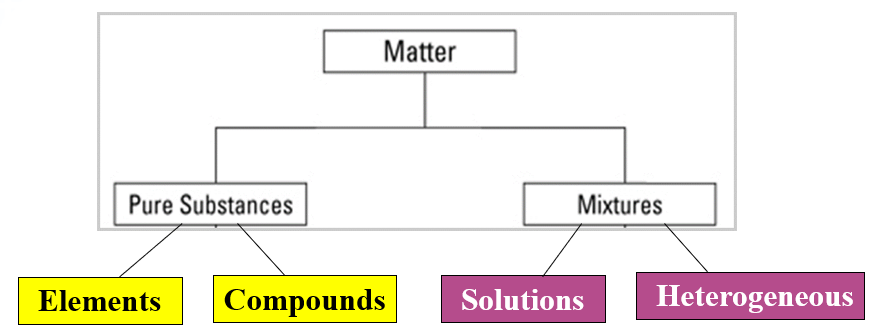 Matter
Pure Substances
Mixtures
Elements
Compounds
Solutions
Heterogeneous